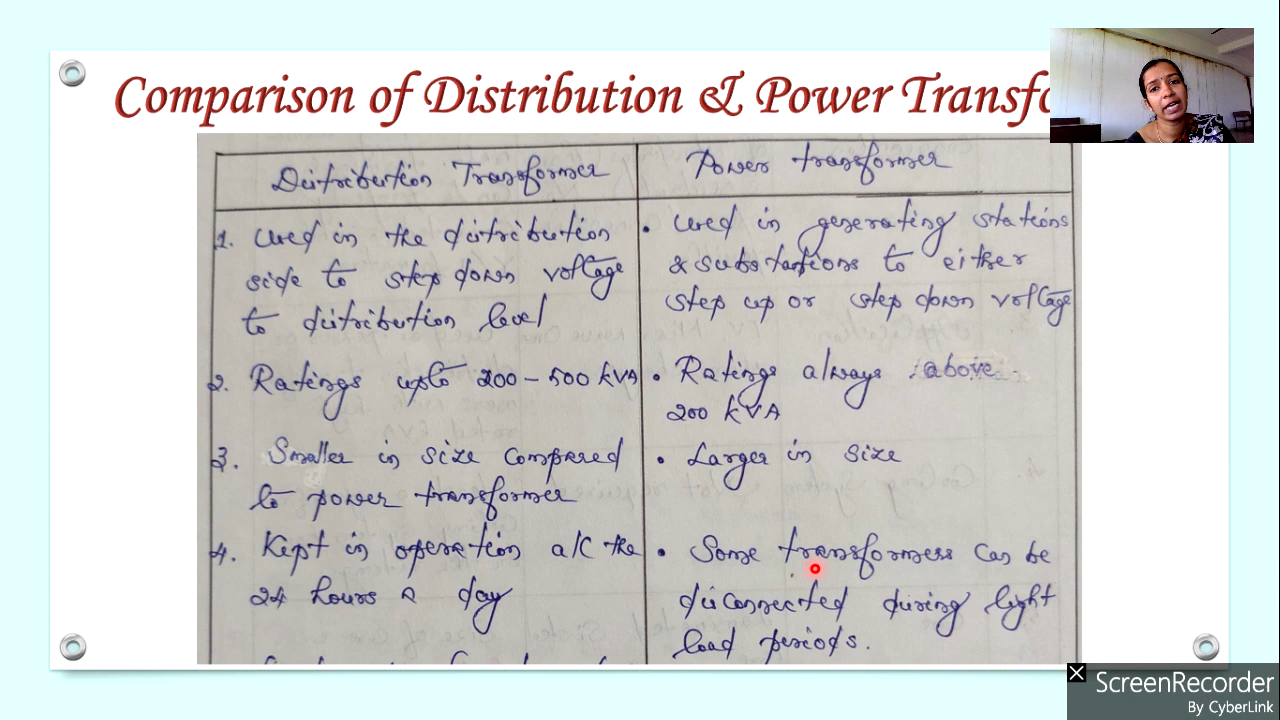 Comparison of Distribution & Power Transfo
Distribution Transformer
Power transformer
1. Used in the distribution
side to step down voltage
to distribution level
• Used in generating stations
& substations to either
step up or step down voltage
2. Ratings upto 200 - 500 kVA
• Ratings always above
200 kVA
3. Smaller in size compared
to power transformer
• Larger in size
4. Kept in operation all the
24 hours a day
• Some transformers can be
disconnected during light
load periods.
ScreenRecorder
By CyberLink